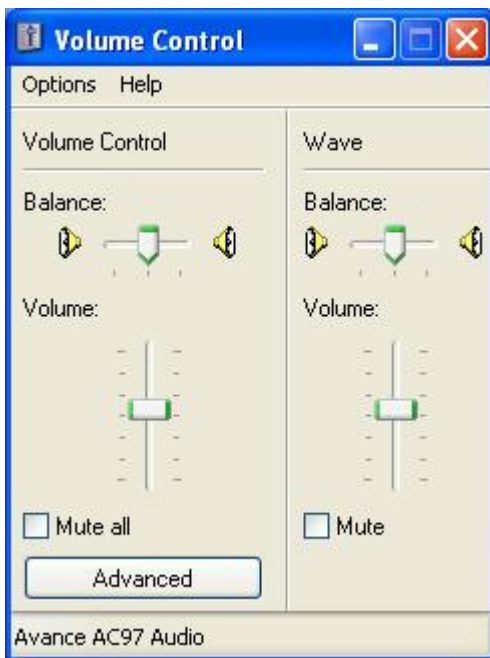 Volume Control
Options Help
Volume Control
Balance:
Volume:
Mute all
Advanced
Wave
Balance:
Volume:
Mute
Avance AC97 Audio